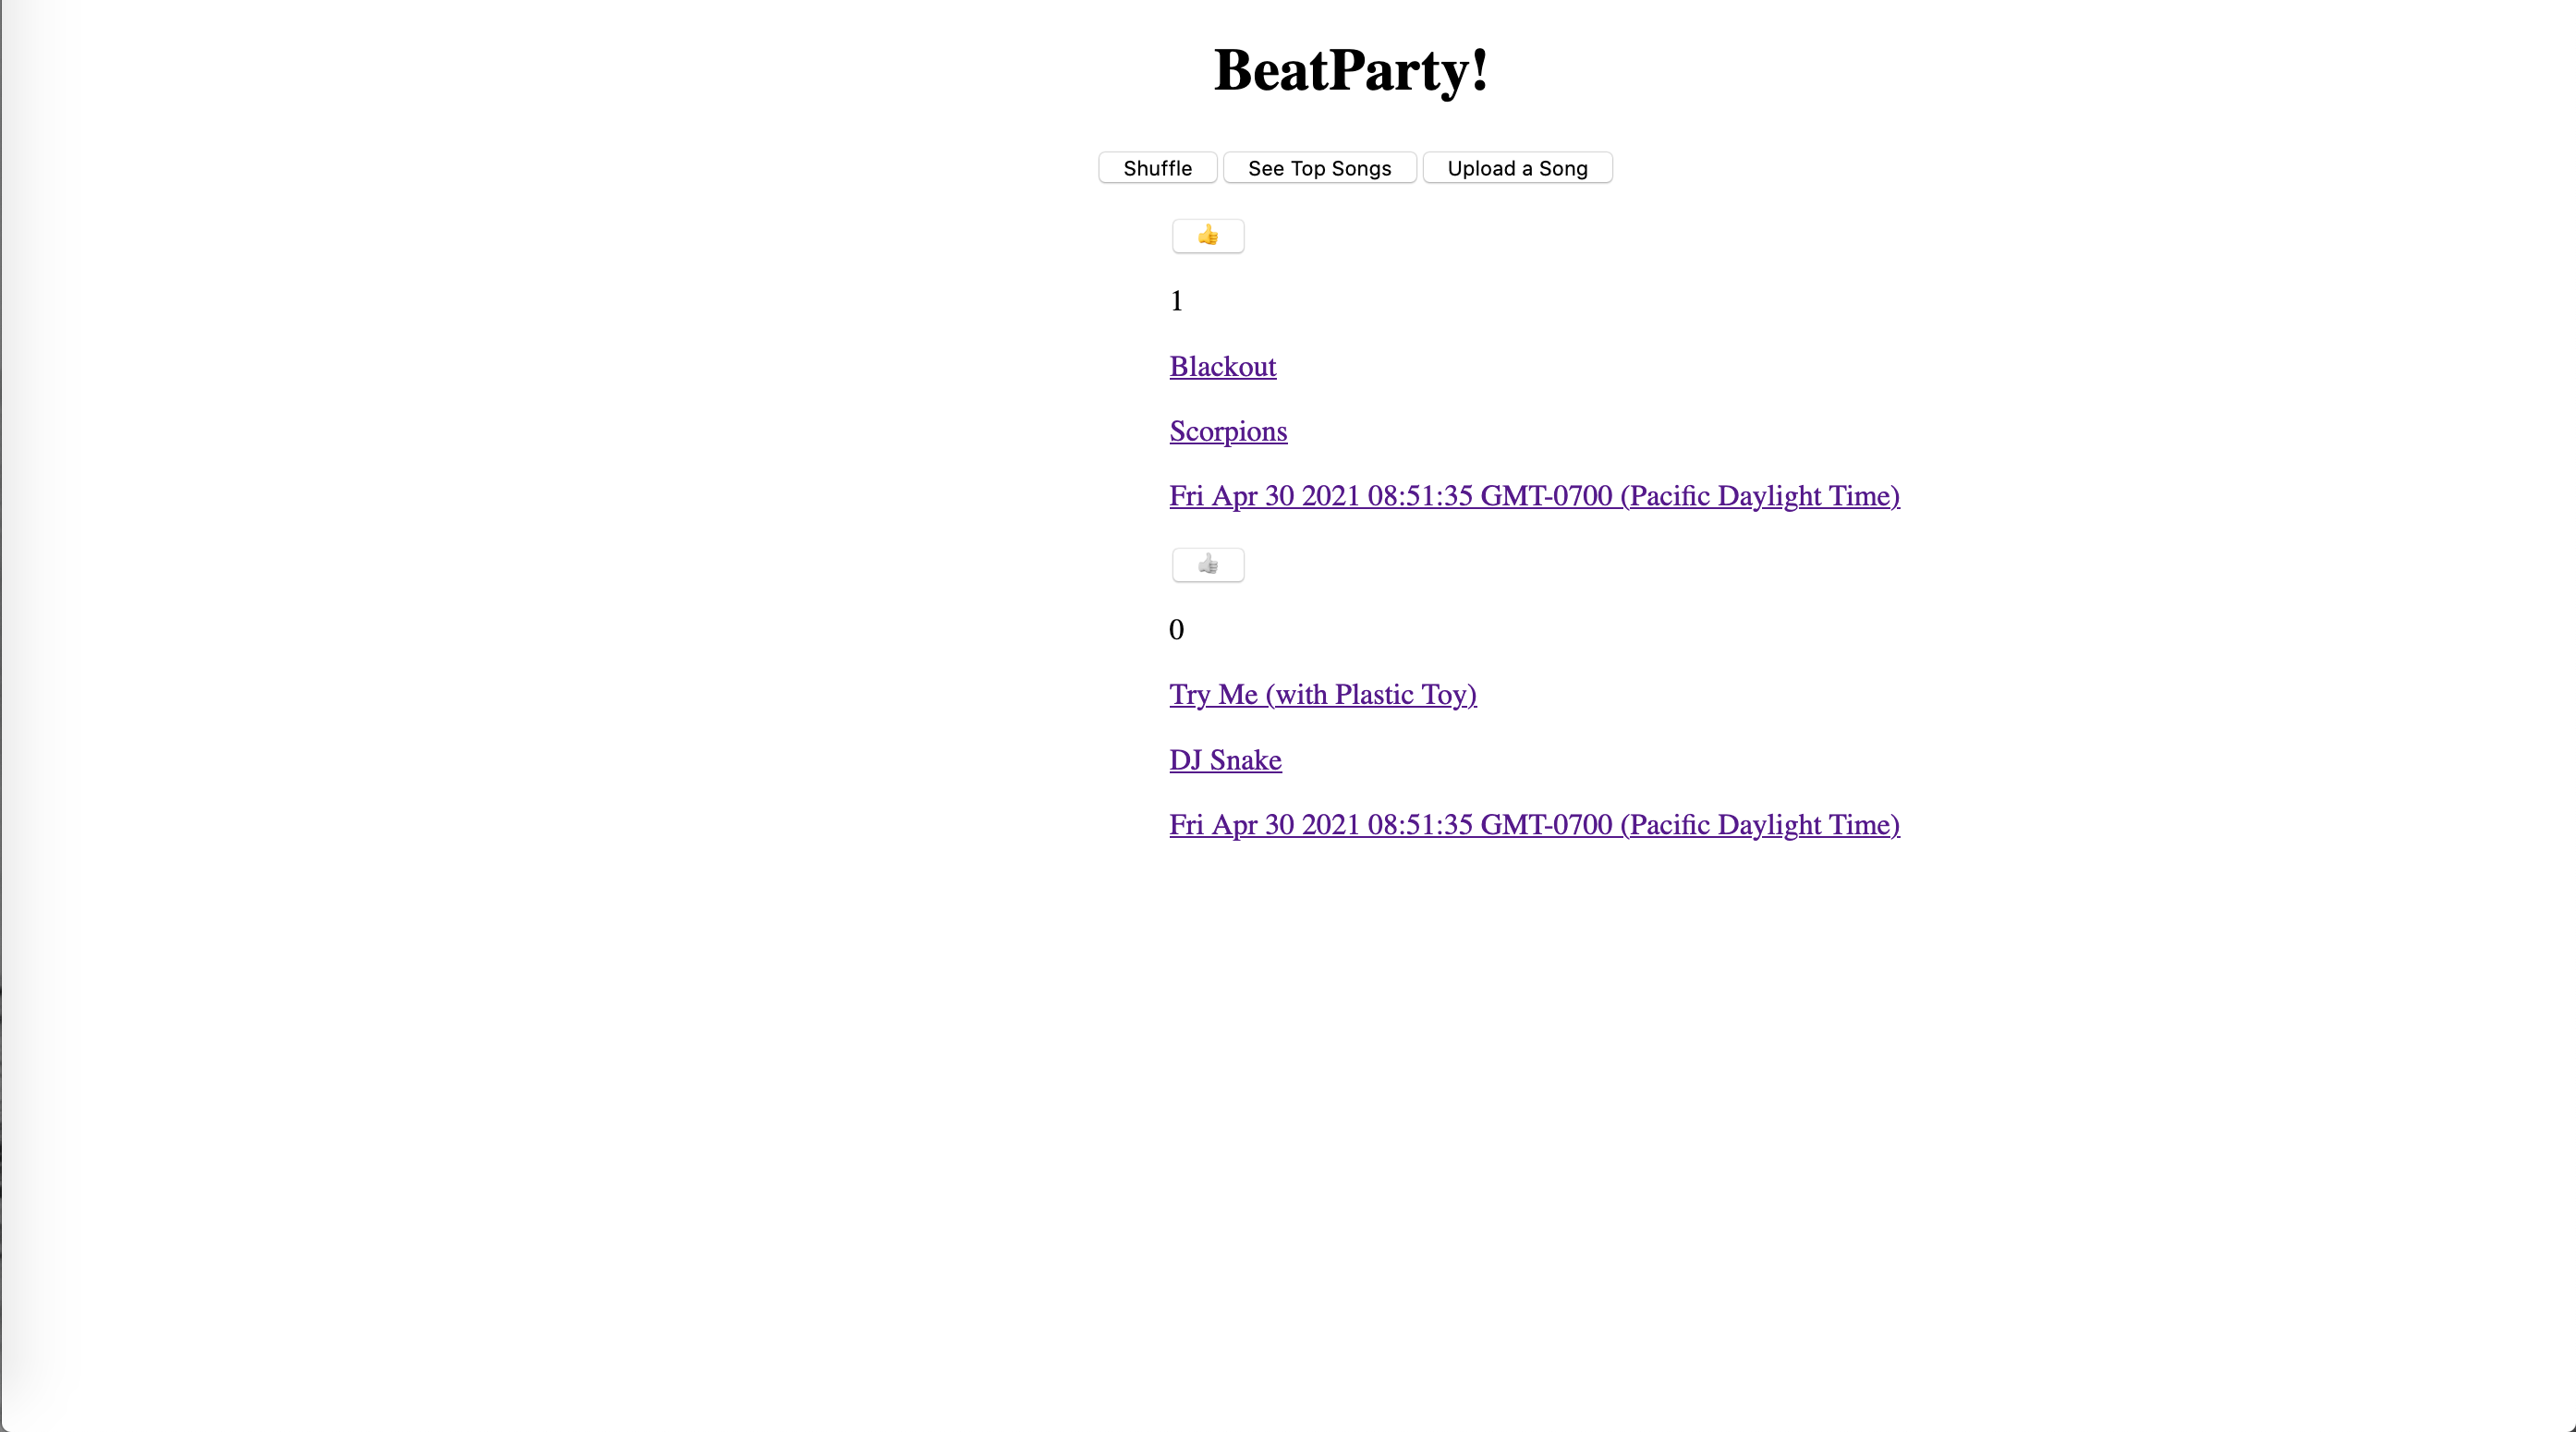 BeatParty!
Shuffle See Top Songs Upload a Song
👍
1
Blackout
Scorpions
Fri Apr 30 2021 08:51:35 GMT-0700 (Pacific Daylight Time)
👍
0
Try Me (with Plastic Toy)
DJ Snake
Fri Apr 30 2021 08:51:35 GMT-0700 (Pacific Daylight Time)